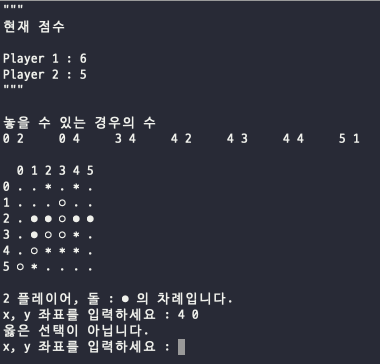 """
현재 점수
Player 1 : 6
Player 2 : 5
"""
놓을 수 있는 경우의 수
0 2     0 4     3 4     4 2     4 3     4 4     5 1
  0 1 2 3 4 5
0 . . * . * .
1 . . . ○ . .
2 . ● ● ○ ● ●
3 . ● ○ ○ * .
4 . ○ * * * .
5 ○ * . . . .
2 플레이어, 돌 : ● 의 차례입니다.
x, y 좌표를 입력하세요 : 4 0
옳은 선택이 아닙니다.
x, y 좌표를 입력하세요 :